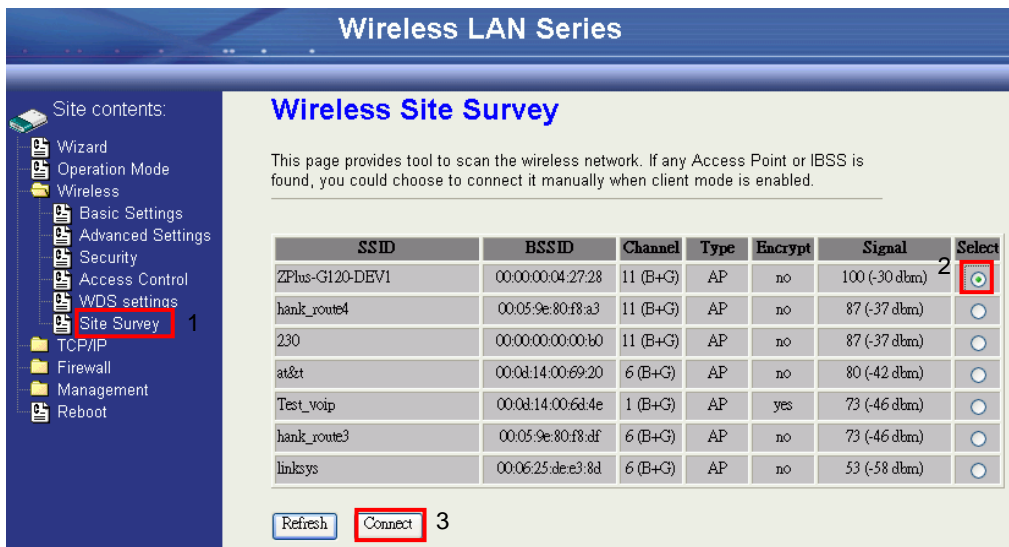 Wireless LAN Series
Site contents:
Wizard
Operation Mode
Wireless
Basic Settings
Advanced Settings
Security
Access Control
WDS settings
Site Survey 1
TCP/IP
Firewall
Management
Reboot
Wireless Site Survey
This page provides tool to scan the wireless network. If any Access Point or IBSS is
found, you could choose to connect it manually when client mode is enabled.
SSID BSSID Channel Type Encrypt Signal Select
ZPlus-G120-DEV1 00:00:00:04:27:28 11 (B+G) AP no 100 (-30 dbm) 2
hank_route4 00:05:9e:80:f8:a3 11 (B+G) AP no 87 (-37 dbm)
230 00:00:00:00:00:b0 11 (B+G) AP no 87 (-37 dbm)
at&t 00:0d:14:00:69:20 6 (B+G) AP no 80 (-42 dbm)
Test_voip 00:0d:14:00:6d:4e 1 (B+G) AP yes 73 (-46 dbm)
hank_route3 00:05:9e:80:f8:df 6 (B+G) AP no 73 (-46 dbm)
linksys 00:06:25:de:e3:8d 6 (B+G) AP no 53 (-58 dbm)
Refresh Connect 3